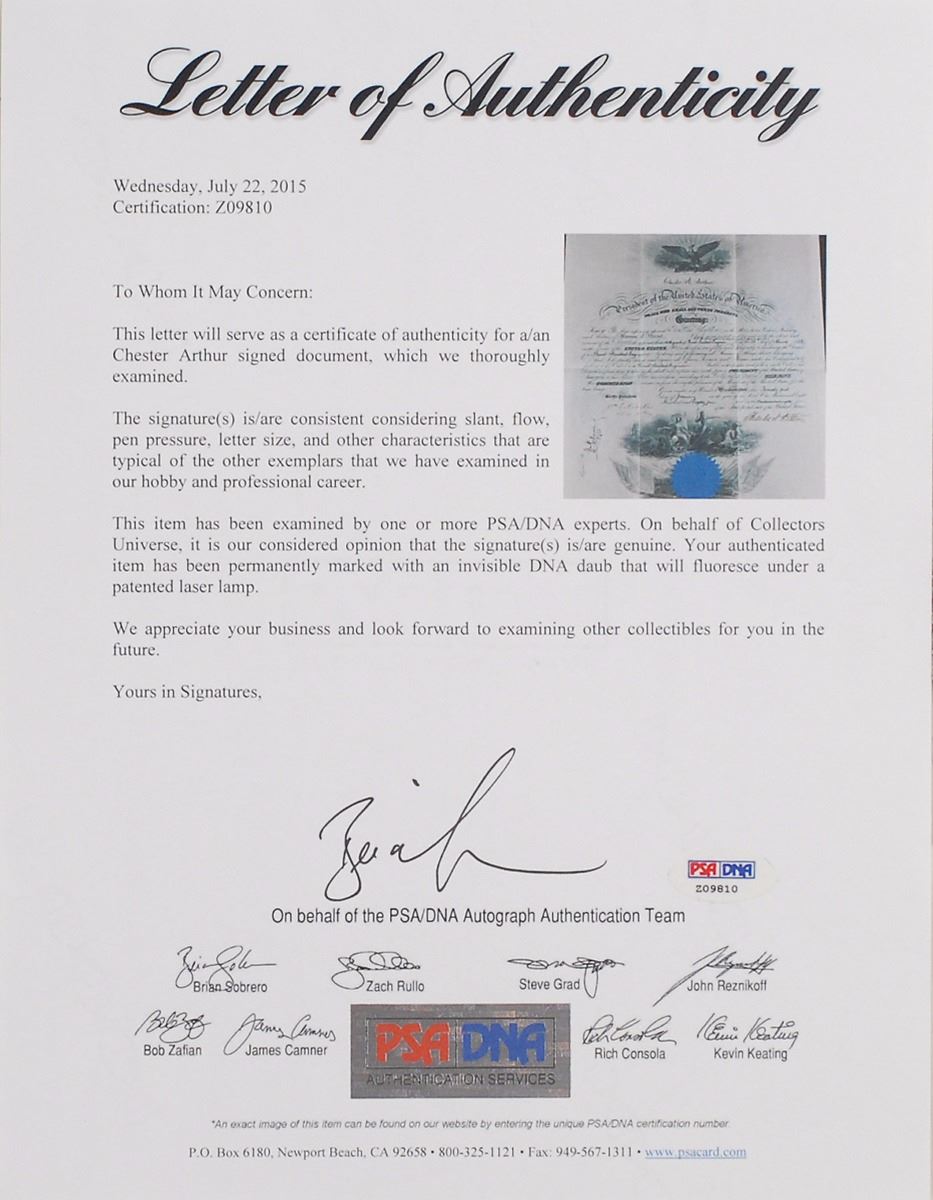 Letter of Authenticity
Wednesday, July 22, 2015
Certification: Z09810
To Whom It May Concern:
This letter will serve as a certificate of authenticity for a/an
Chester Arthur signed document, which we thoroughly
examined.
The signature(s) is/are consistent considering slant, flow,
pen pressure, letter size, and other characteristics that are
typical of the other exemplars that we have examined in
our hobby and professional career.
President of the United States of America
This item has been examined by one or more PSA/DNA experts. On behalf of Collectors
Universe, it is our considered opinion that the signature(s) is/are genuine. Your authenticated
item has been permanently marked with an invisible DNA daub that will fluoresce under a
patented laser lamp.
We appreciate your business and look forward to examining other collectibles for you in the
future.
Yours in Signatures,
PSA DNA
Z09810
On behalf of the PSA/DNA Autograph Authentication Team
Brian Sobrero Zach Rullo Steve Grad John Reznikoff
Bob Zafian James Camner Rich Consola Kevin Keating
PSA DNA
AUTHENTICATION SERVICES
*An exact image of this item can be found on our website by entering the unique PSA/DNA certification number.
P.O. Box 6180, Newport Beach, CA 92658 • 800-325-1121 • Fax: 949-567-1311 • www.psacard.com